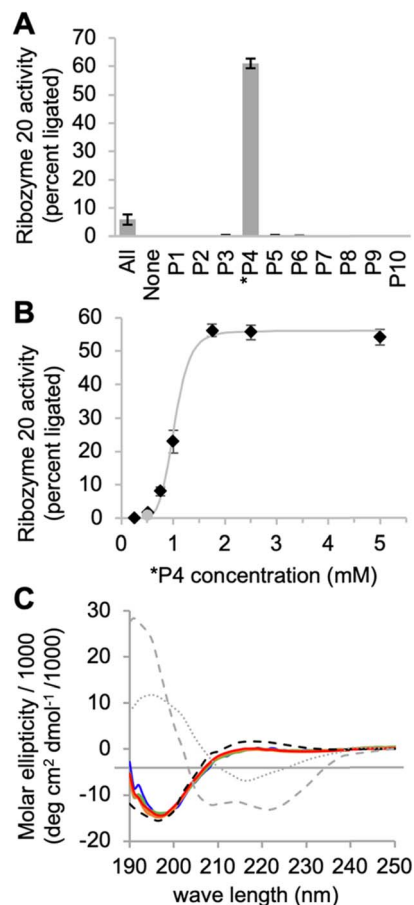 A
Ribozyme 20 activity
(percent ligated)
70
60
50
40
30
20
10
0
All
None
P1
P2
P3
*P4
P5
P6
P7
P8
P9
P10
B
Ribozyme 20 activity
(percent ligated)
60
50
40
30
20
10
0
0 1 2 3 4 5
*P4 concentration (mM)
C
Molar ellipticity / 1000
(deg cm² dmol⁻¹ /1000)
30
20
10
0
-10
-20
190 200 210 220 230 240 250
wave length (nm)